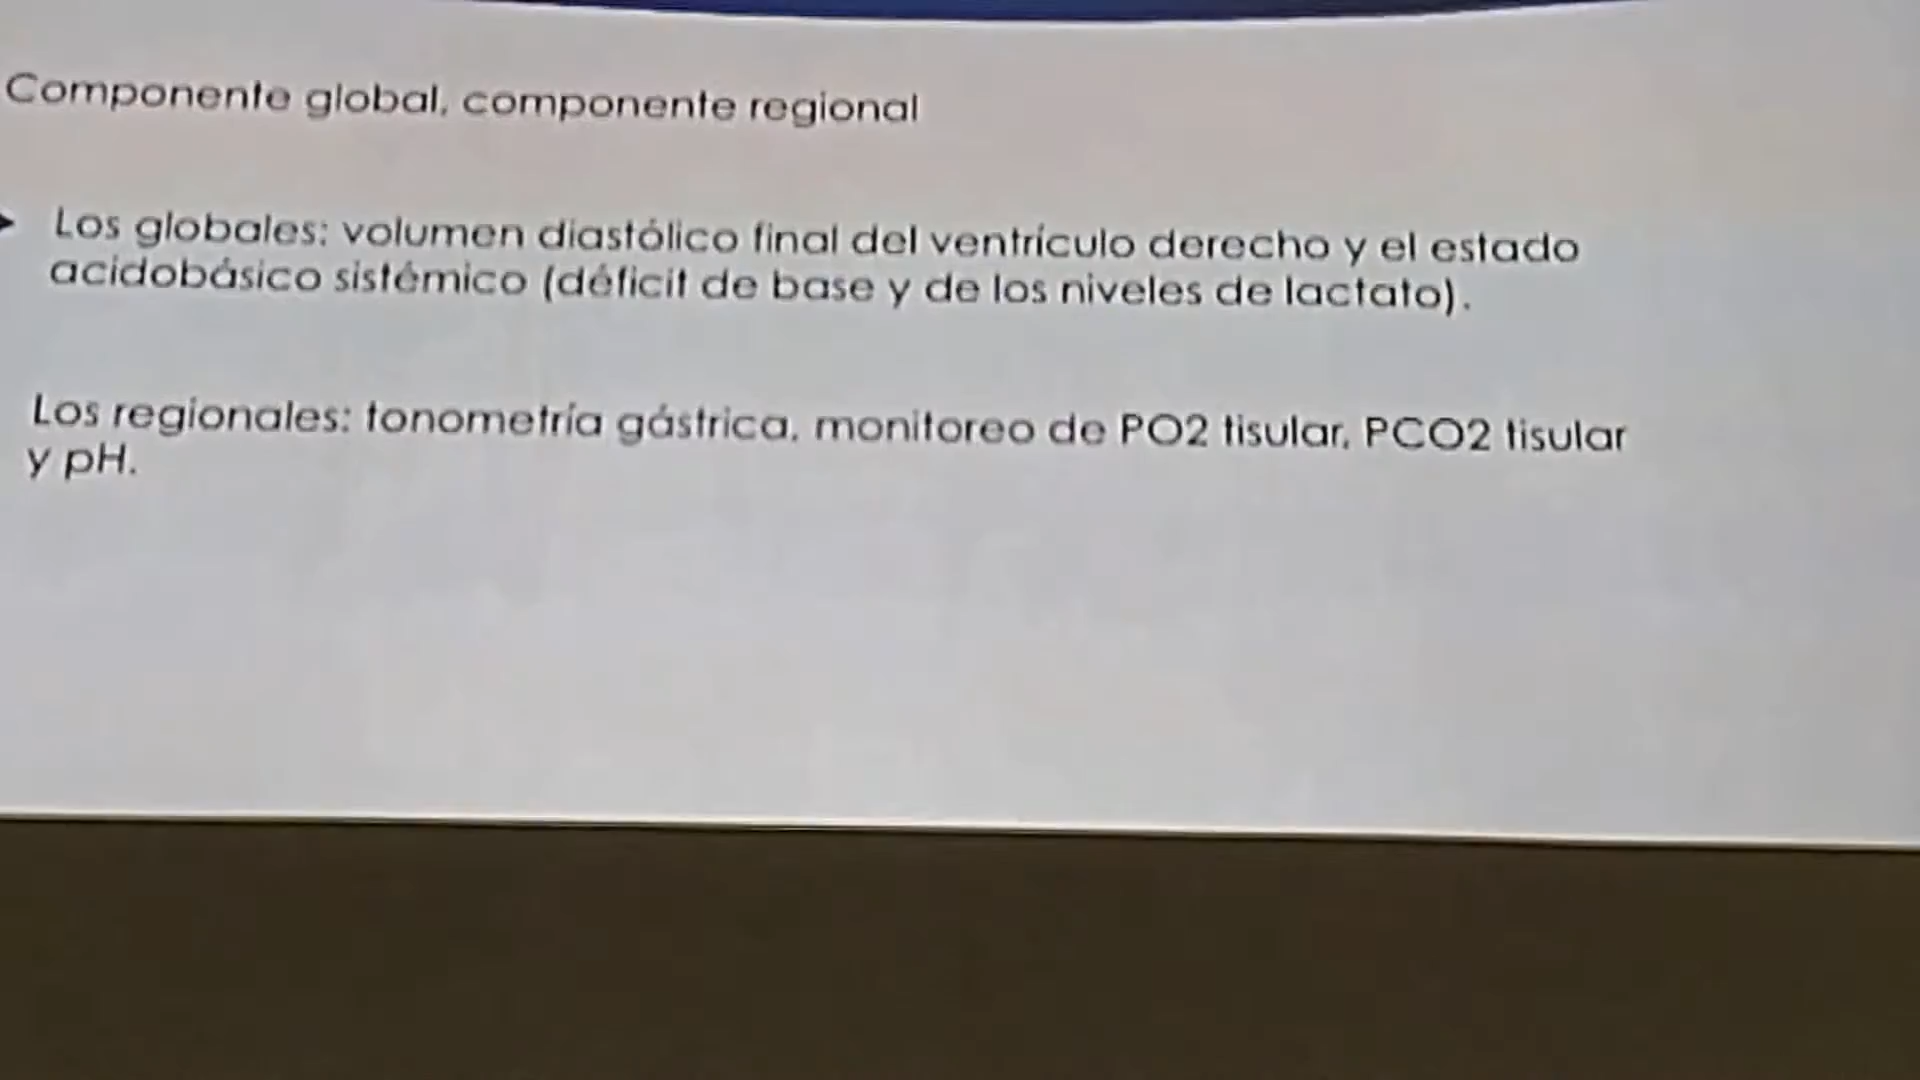 Componente global, componente regional
Los globales: volumen diastólico final del ventrículo derecho y el estado
acidobásico sistémico (déficit de base y de los niveles de lactato).
Los regionales: tonometría gástrica, monitoreo de PO2 tisular, PCO2 tisular
y pH.